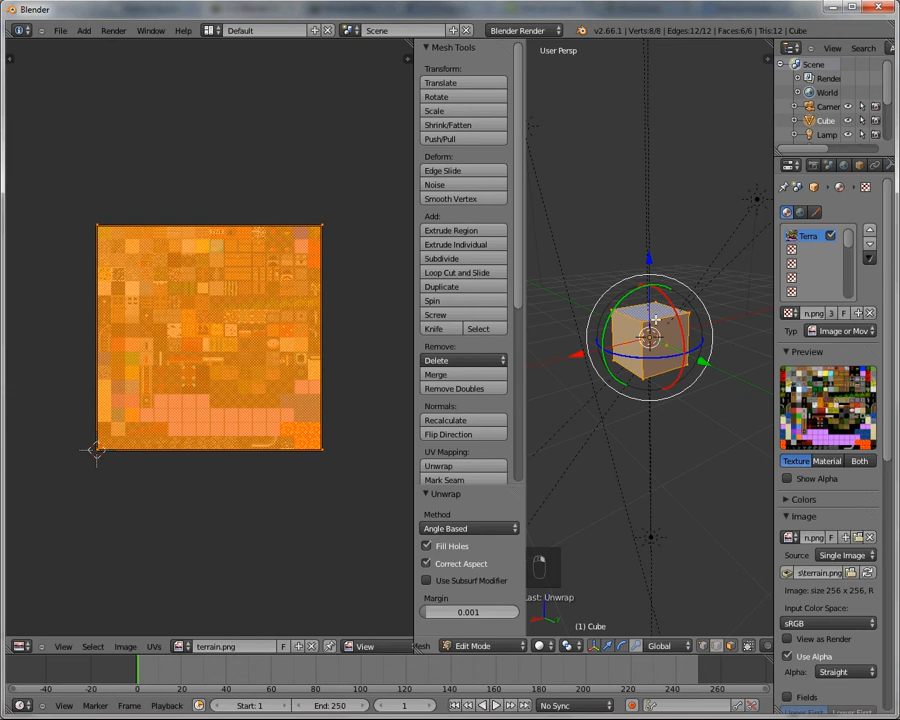 Blender
File Add Render Window Help Default Scene Blender Render v2.66.1 | Verts:8/8 | Edges:12/12 | Faces:6/6 | Tris:12 | Cube
Mesh Tools
Transform:
Translate
Rotate
Scale
Shrink/Fatten
Push/Pull
Deform:
Edge Slide
Noise
Smooth Vertex
Add:
Extrude Region
Extrude Individual
Subdivide
Loop Cut and Slide
Duplicate
Spin
Screw
Knife Select
Remove:
Delete
Merge
Remove Doubles
Normals:
Recalculate
Flip Direction
UV Mapping:
Unwrap
Mark Seam
Unwrap
Method
Angle Based
Fill Holes
Correct Aspect
Use Subsurf Modifier
Margin
0.001
User Persp
Last: Unwrap
(1) Cube
View Search
Scene
Render
World
Camer
Cube
Lamp
Terra
n.png 3 F
Typ Image or Mov
Preview
Texture Material Both
Show Alpha
Colors
Image
n.png F
Source Single Image
s\terrain.png
Image: size 256 x 256, R
Input Color Space:
sRGB
View as Render
Use Alpha
Alpha: Straight
Fields
Upper First Lower First
View Select Image UVs terrain.png F View
Mesh Edit Mode Global
-40 -20 0 20 40 60 80 100 120 140 160 180 200 220 240 260
View Marker Frame Playback Start: 1 End: 250 1 No Sync